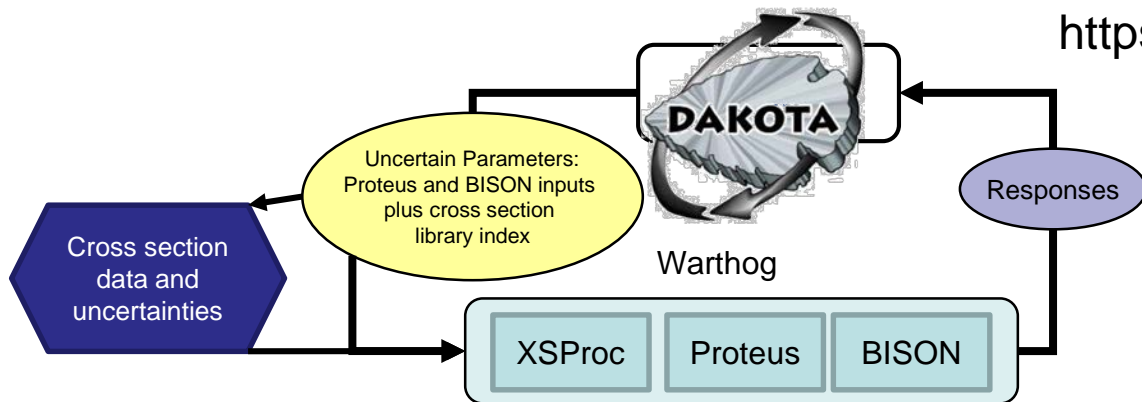 https
DAKOTA
Uncertain Parameters:
Proteus and BISON inputs
plus cross section
library index
Responses
Cross section
data and
uncertainties
Warthog
XSProc
Proteus
BISON